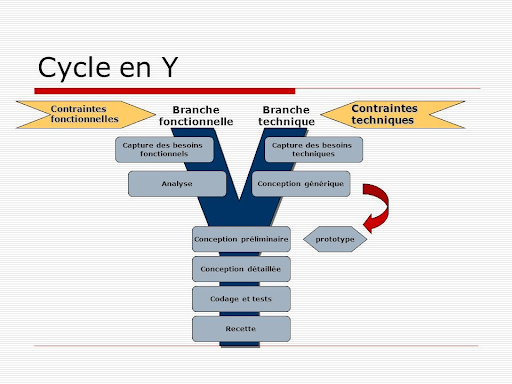 Cycle en Y
Contraintes
fonctionnelles
Branche
fonctionnelle
Branche
technique
Contraintes
techniques
Capture des besoins
fonctionnels
Capture des besoins
techniques
Analyse
Conception générique
Conception préliminaire
prototype
Conception détaillée
Codage et tests
Recette